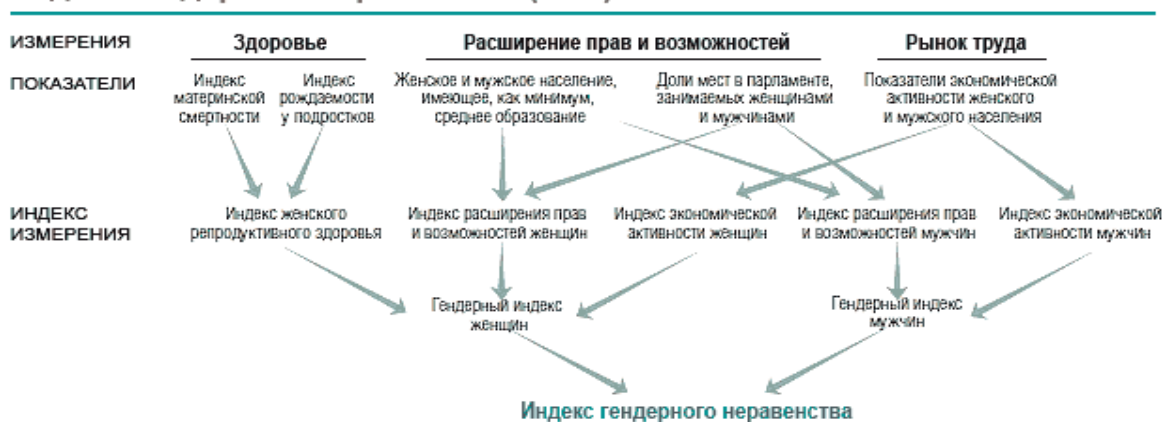 ИЗМЕРЕНИЯ Здоровье Расширение прав и возможностей Рынок труда
ПОКАЗАТЕЛИ
Индекс
материнской
смертности
Индекс
рождаемости
у подростков
Женское и мужское население,
имеющее, как минимум,
среднее образование
Доли мест в парламенте,
занимаемых женщинами
и мужчинами
Показатели экономической
активности женского
и мужского населения
ИНДЕКС
ИЗМЕРЕНИЯ
Индекс женского
репродуктивного здоровья
Индекс расширения прав
и возможностей женщин
Индекс экономической
активности женщин
Индекс расширения прав
и возможностей мужчин
Индекс экономической
активности мужчин
Гендерный индекс
женщин
Гендерный индекс
мужчин
Индекс гендерного неравенства